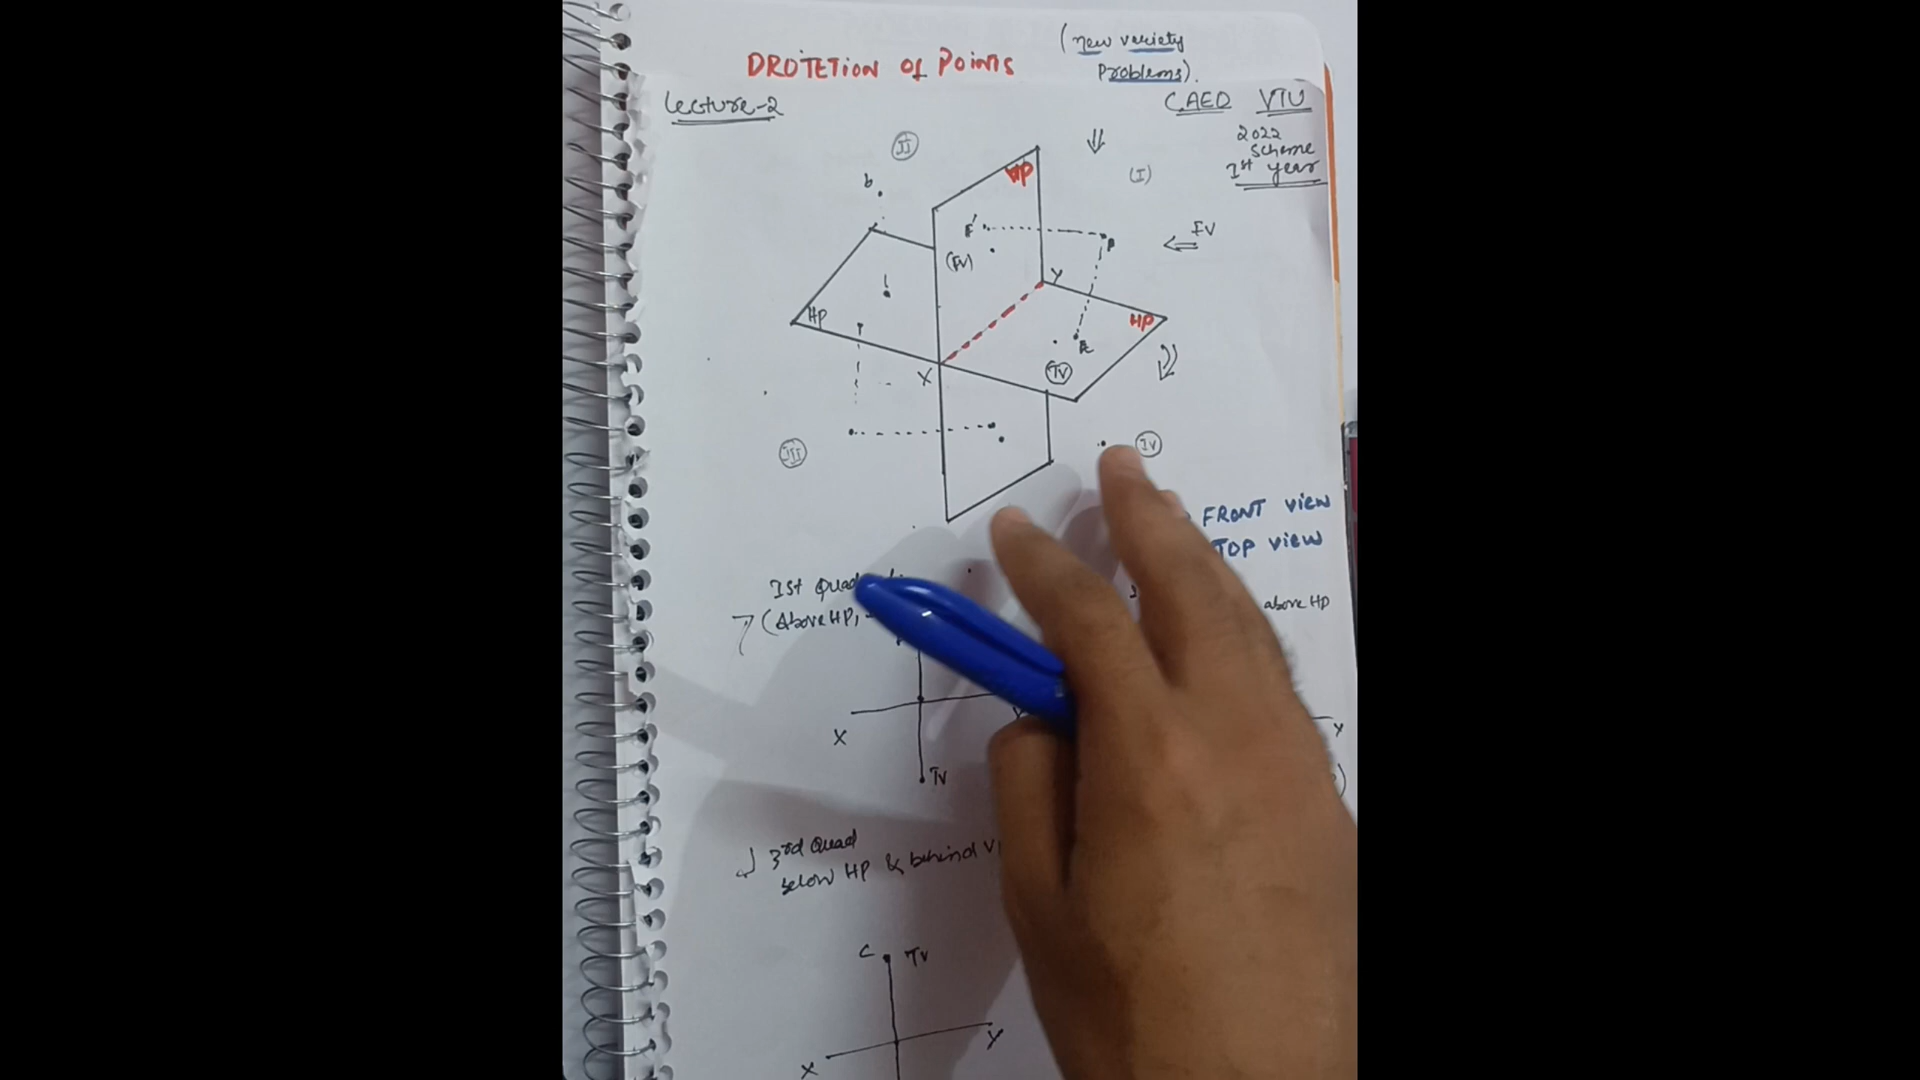 DROTETION OF POINTS
(new variety
Problems).
Lecture-2
CAED VTU
2022
Scheme
1st year
II
(I)
b
VP
FV
(FV)
Y
HP
HP
TV
X
III
IV
FRONT VIEW
TOP VIEW
1st
(Above HP,
above HP
X
Y
Y
TV
3rd Quad
below HP & behind
C
TV
X
Y